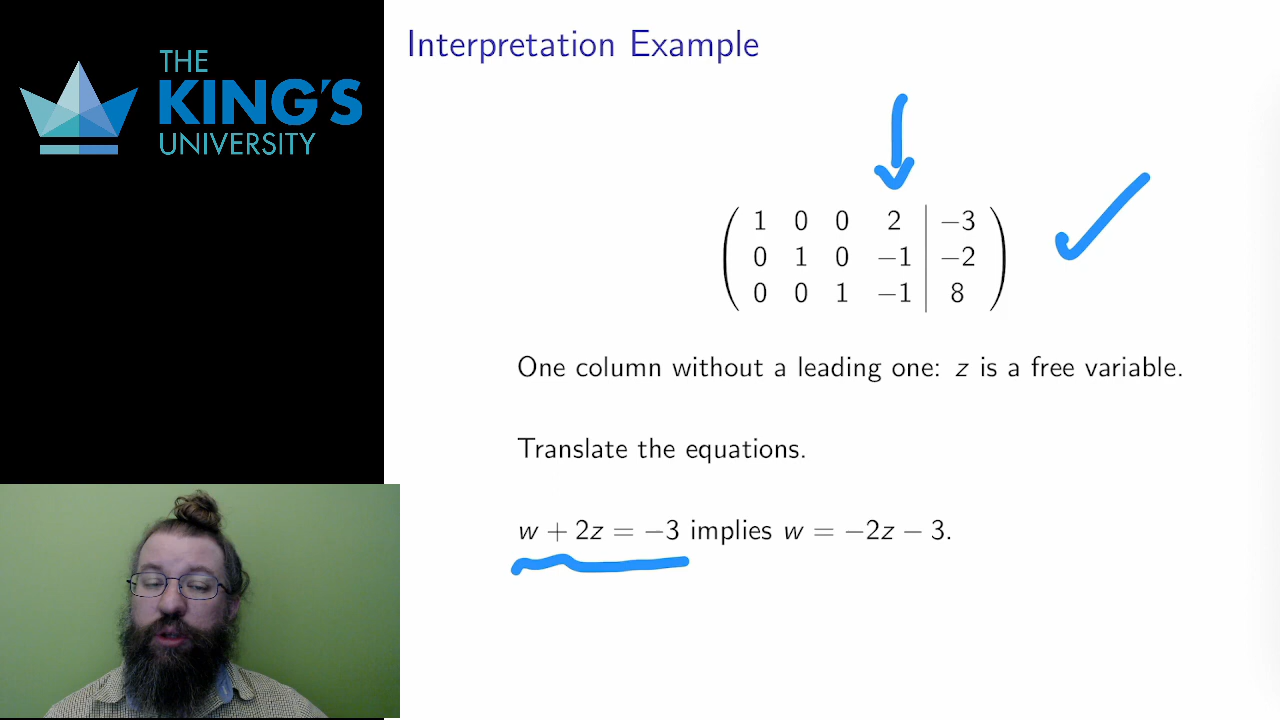 THE
KING'S
UNIVERSITY
Interpretation Example
1 0 0 2 | −3
0 1 0 −1 | −2
0 0 1 −1 | 8
One column without a leading one: z is a free variable.
Translate the equations.
w + 2z = −3 implies w = −2z − 3.